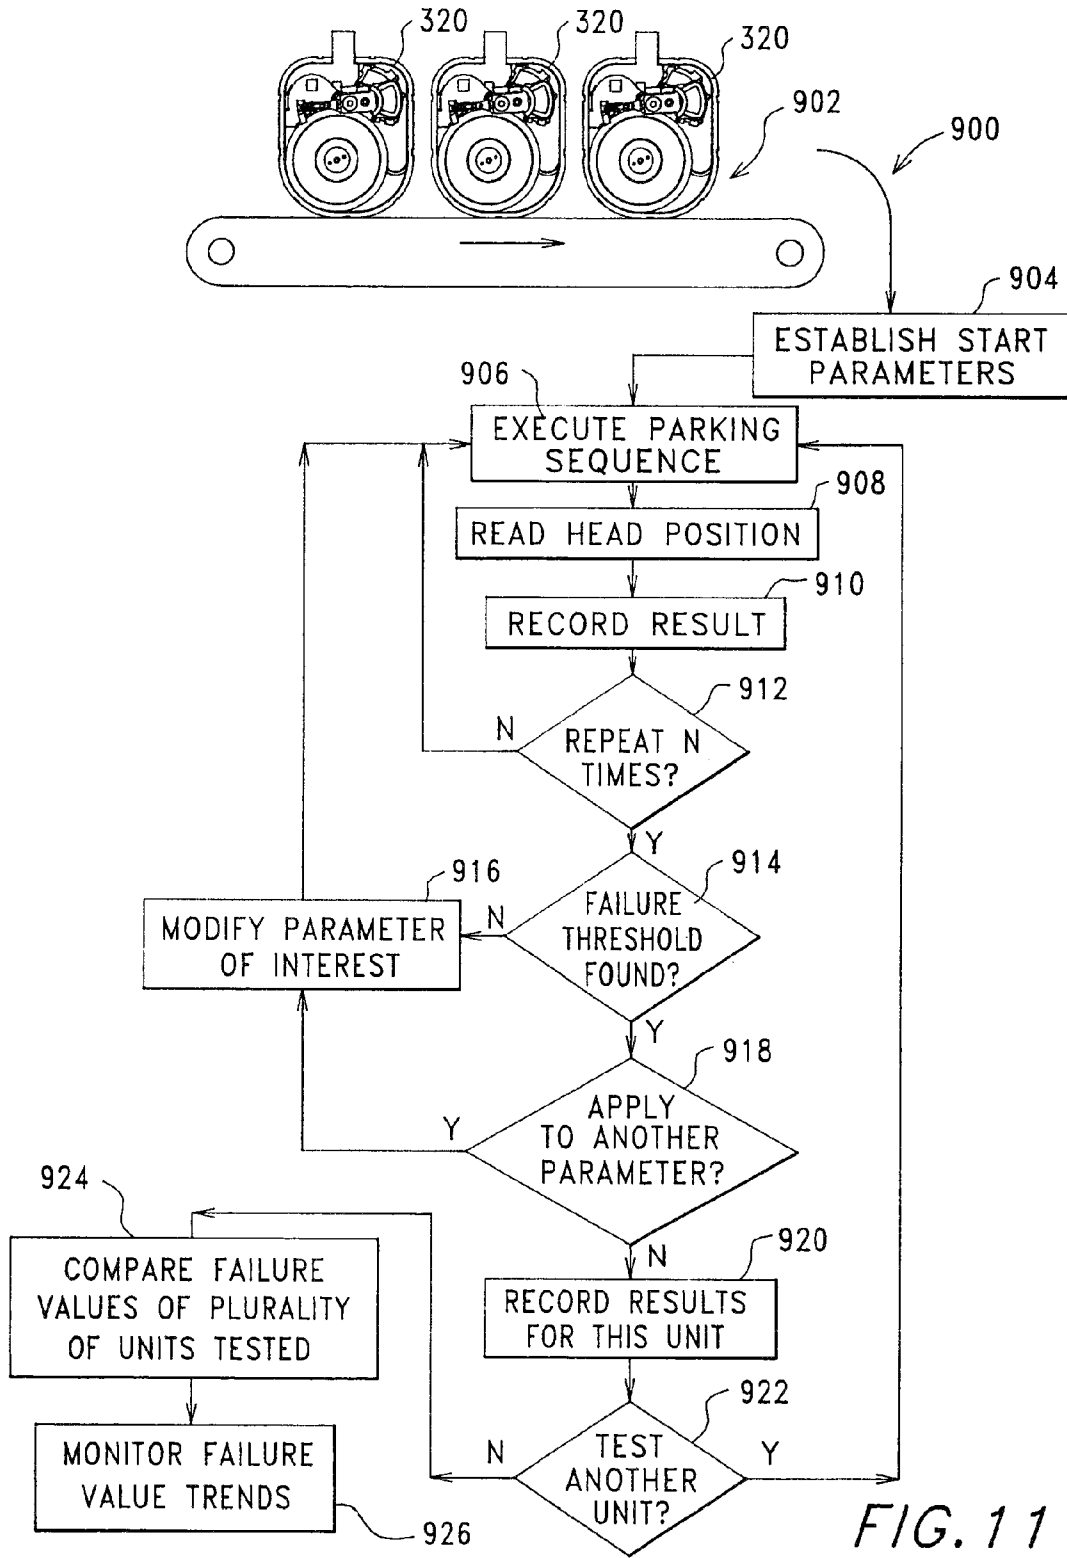 320
320
320
902
900
904
ESTABLISH START
PARAMETERS
906
EXECUTE PARKING
SEQUENCE
908
READ HEAD POSITION
910
RECORD RESULT
912
N
REPEAT N
TIMES?
Y
914
916
FAILURE
THRESHOLD
FOUND?
N
MODIFY PARAMETER
OF INTEREST
Y
918
APPLY
TO ANOTHER
PARAMETER?
Y
N
924
920
COMPARE FAILURE
VALUES OF PLURALITY
OF UNITS TESTED
RECORD RESULTS
FOR THIS UNIT
922
N
TEST
ANOTHER
UNIT?
Y
MONITOR FAILURE
VALUE TRENDS
926
FIG. 11